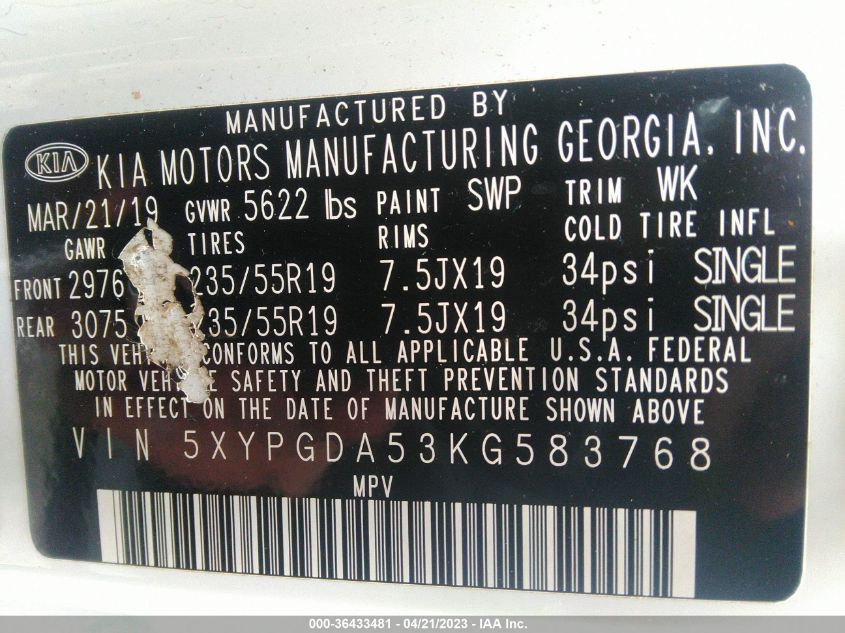 MANUFACTURED BY
KIA KIA MOTORS MANUFACTURING GEORGIA, INC.
MAR/21/19 GVWR 5622 lbs PAINT SWP TRIM WK
GAWR TIRES RIMS COLD TIRE INFL
FRONT 2976 235/55R19 7.5JX19 34psi SINGLE
REAR 3075 235/55R19 7.5JX19 34psi SINGLE
THIS CONFORMS TO ALL APPLICABLE U.S.A. FEDERAL
MOTOR SAFETY AND THEFT PREVENTION STANDARDS
IN EFFECT ON THE DATE OF MANUFACTURE SHOWN ABOVE
VIN 5XYPGDA53KG583768
MPV
000-36433481 - 04/21/2023 - IAA Inc.